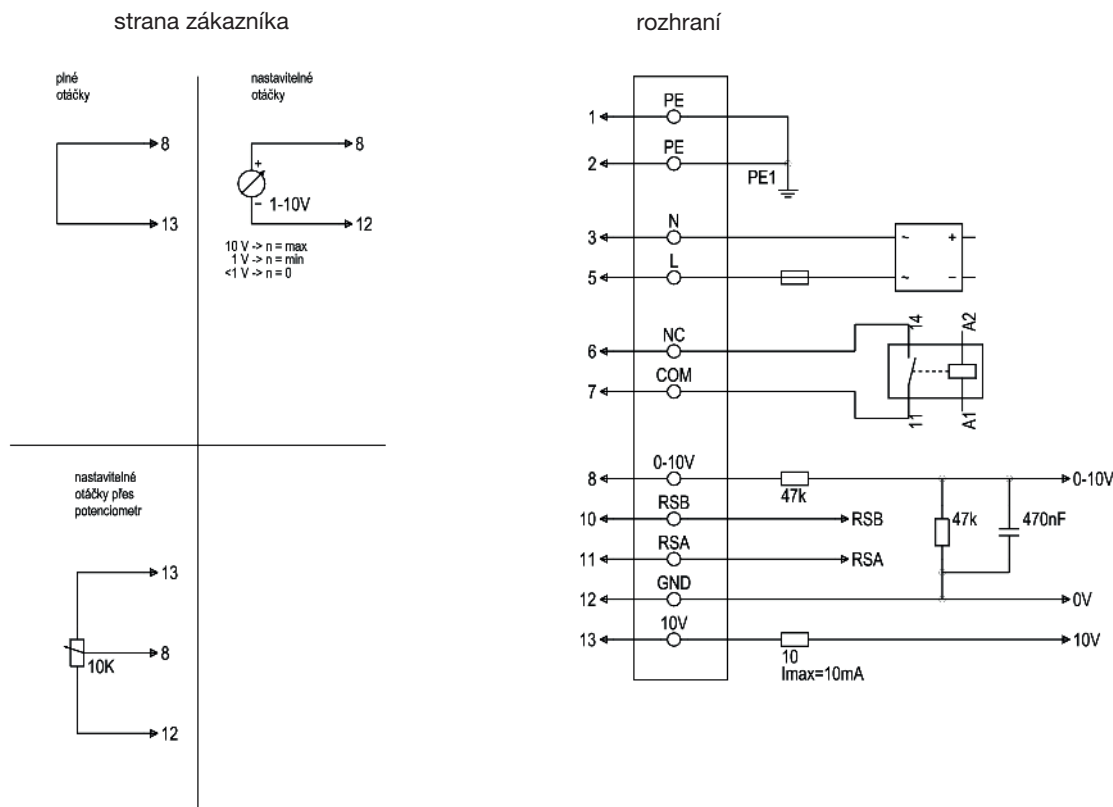 strana zákazníka
plné
otáčky
8
13
nastavitelné
otáčky
8
+
1-10V
-
12
10 V -> n = max
1 V -> n = min
<1 V -> n = 0
nastavitelné
otáčky přes
potenciometr
13
8
10K
12
rozhraní
1 PE
2 PE
PE1
3 N ~ +
5 L ~ -
14 A2
6 NC
7 COM
11 A1
8 0-10V 0-10V
47k
10 RSB RSB
47k 470nF
11 RSA RSA
12 GND 0V
13 10V 10V
10
Imax=10mA